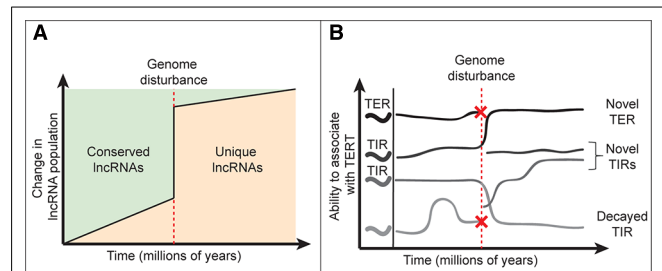 A
Genome
disturbance
Change in
lncRNA population
Conserved
lncRNAs
Unique
lncRNAs
Time (millions of years)
B
Genome
disturbance
Ability to associate
with TERT
TER
TIR
TIR
Novel
TER
Novel
TIRs
Decayed
TIR
Time (millions of years)